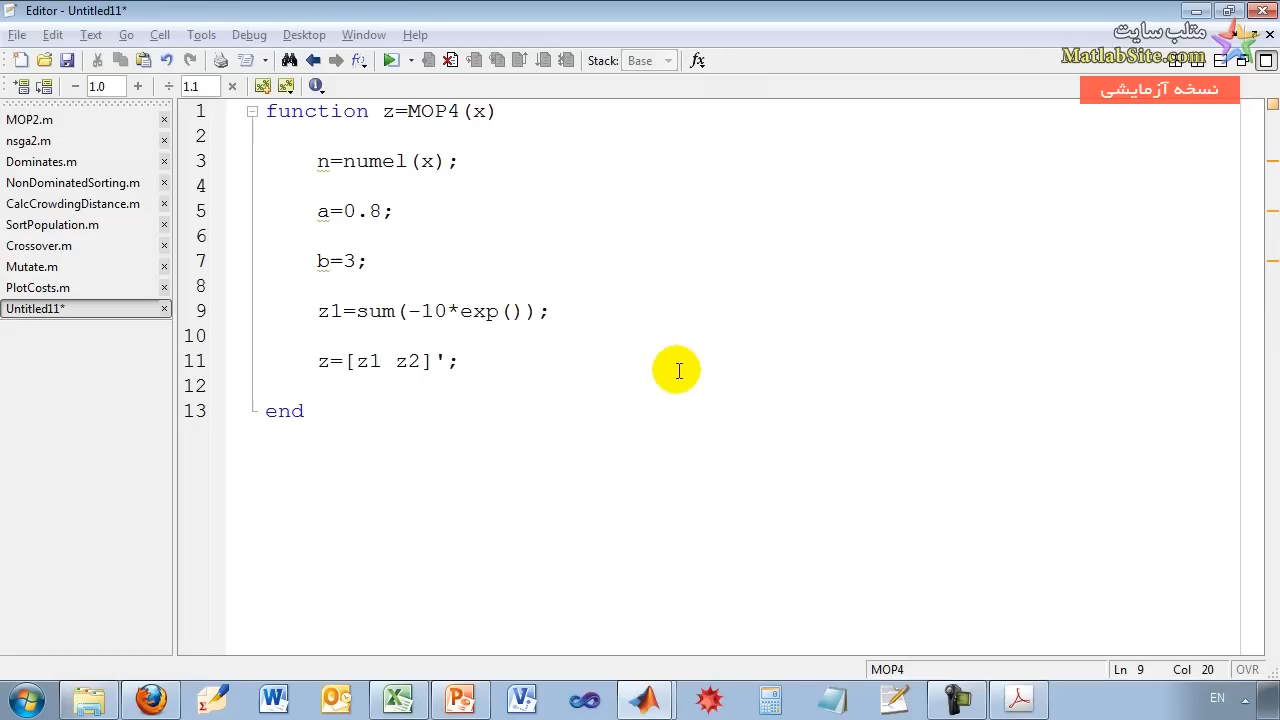 Editor - Untitled11*
File Edit Text Go Cell Tools Debug Desktop Window Help
متلب سایت
MatlabSite.com
Stack: Base fx
نسخه آزمایشی
− 1.0 + ÷ 1.1 ×
MOP2.m
nsga2.m
Dominates.m
NonDominatedSorting.m
CalcCrowdingDistance.m
SortPopulation.m
Crossover.m
Mutate.m
PlotCosts.m
Untitled11*
1 function z=MOP4(x)
2
3 n=numel(x);
4
5 a=0.8;
6
7 b=3;
8
9 z1=sum(-10*exp());
10
11 z=[z1 z2]';
12
13 end
MOP4 Ln 9 Col 20 OVR
EN